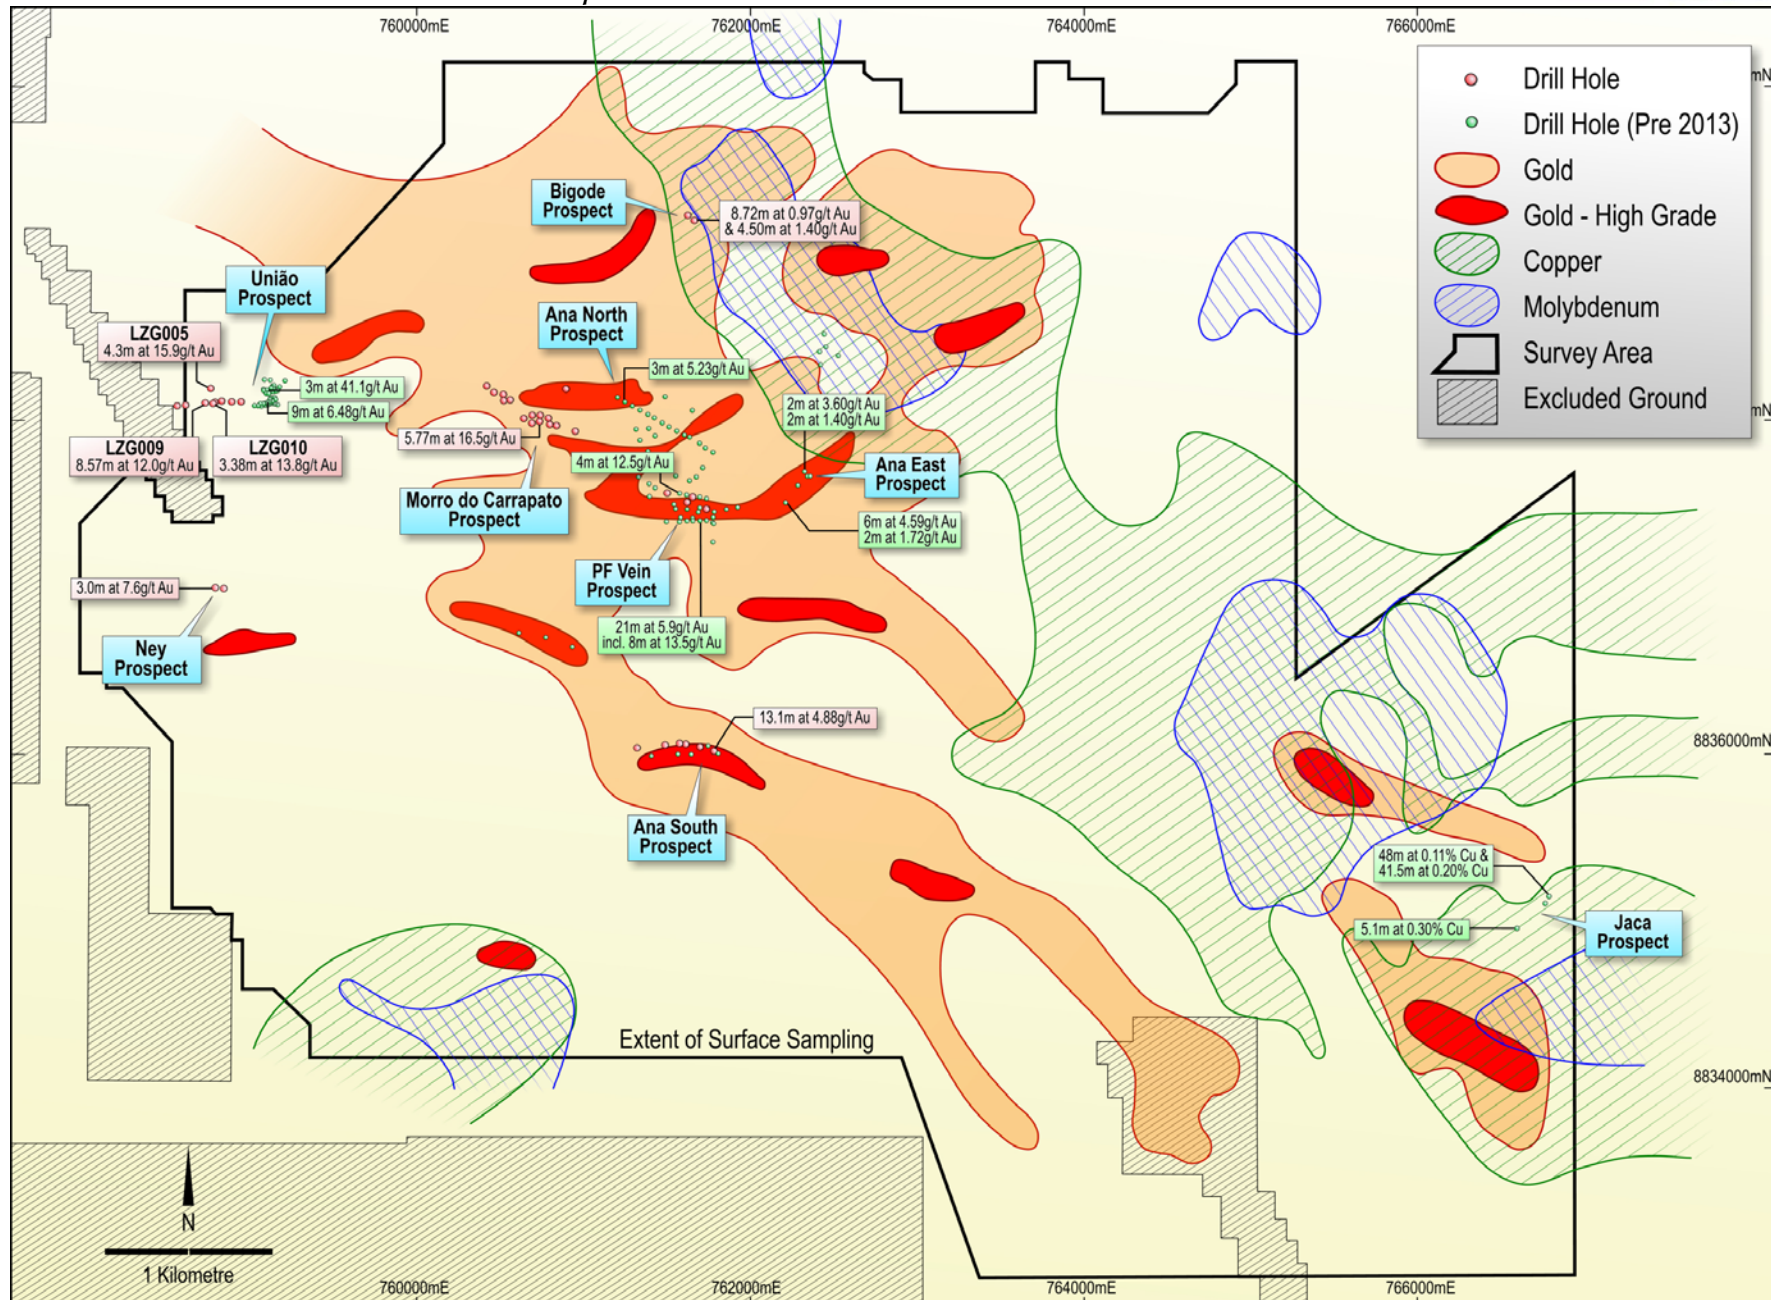 760000mE
762000mE
764000mE
766000mE
mN
Drill Hole
Drill Hole (Pre 2013)
Gold
Gold - High Grade
Copper
Molybdenum
Survey Area
Excluded Ground
mN
Bigode
Prospect
8.72m at 0.97g/t Au
& 4.50m at 1.40g/t Au
União
Prospect
LZG005
4.3m at 15.9g/t Au
Ana North
Prospect
3m at 5.23g/t Au
3m at 41.1g/t Au
9m at 6.48g/t Au
2m at 3.60g/t Au
2m at 1.40g/t Au
LZG009
8.57m at 12.0g/t Au
LZG010
3.38m at 13.8g/t Au
5.77m at 16.5g/t Au
4m at 12.5g/t Au
Ana East
Prospect
Morro do Carrapato
Prospect
6m at 4.59g/t Au
2m at 1.72g/t Au
PF Vein
Prospect
3.0m at 7.6g/t Au
21m at 5.9g/t Au
incl. 8m at 13.5g/t Au
Ney
Prospect
13.1m at 4.88g/t Au
8836000mN
Ana South
Prospect
48m at 0.11% Cu &
41.5m at 0.20% Cu
5.1m at 0.30% Cu
Jaca
Prospect
Extent of Surface Sampling
8834000mN
N
1 Kilometre
760000mE
762000mE
764000mE
766000mE